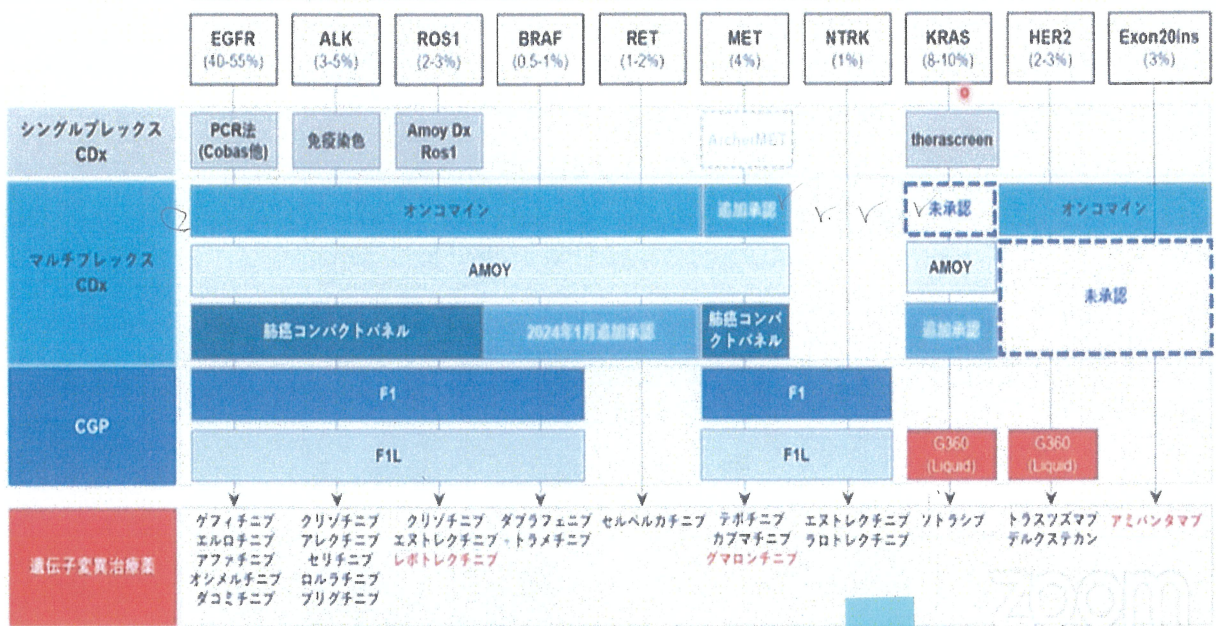 EGFR
(40-55%)
ALK
(3-5%)
ROS1
(2-3%)
BRAF
(0.5-1%)
RET
(1-2%)
MET
(4%)
NTRK
(1%)
KRAS
(8-10%)
HER2
(2-3%)
Exon20ins
(3%)
シングルプレックス
CDx
PCR法
(Cobas他)
免疫染色
Amoy Dx
Ros1
ArcherMET
therascreen
マルチプレックス
CDx
オンコマイン
追加承認
未承認
オンコマイン
AMOY
AMOY
未承認
肺癌コンパクトパネル
2024年1月追加承認
肺癌コンパ
クトパネル
追加承認
CGP
F1
F1
F1L
F1L
G360
(Liquid)
G360
(Liquid)
遺伝子変異治療薬
ゲフィチニブ
エルロチニブ
アファチニブ
オシメルチニブ
ダコミチニブ
クリゾチニブ
アレクチニブ
セリチニブ
ロルラチニブ
ブリグチニブ
クリゾチニブ
エヌトレクチニブ
レポトレクチニブ
ダブラフェニブ
・トラメチニブ
セルペルカチニブ
テポチニブ
カプマチニブ
グマロンチニブ
エヌトレクチニブ
ラロトレクチニブ
ソトラシブ
トラスツズマブ
デルクステカン
アミバンタマブ
zoom